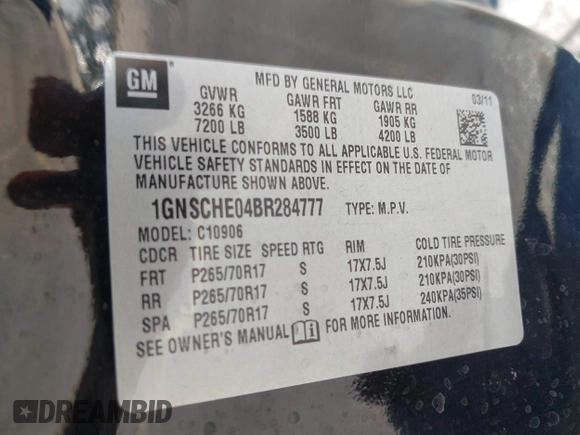 GM
MFD BY GENERAL MOTORS LLC
03/11
GVWR GAWR FRT GAWR RR
3266 KG 1588 KG 1905 KG
7200 LB 3500 LB 4200 LB
THIS VEHICLE CONFORMS TO ALL APPLICABLE U.S. FEDERAL MOTOR
VEHICLE SAFETY STANDARDS IN EFFECT ON THE DATE OF
MANUFACTURE SHOWN ABOVE.
1GNSCHE04BR284777 TYPE: M.P.V.
MODEL: C10906
CDCR TIRE SIZE SPEED RTG RIM COLD TIRE PRESSURE
FRT P265/70R17 S 17X7.5J 210KPA(30PSI)
RR P265/70R17 S 17X7.5J 210KPA(30PSI)
SPA P265/70R17 S 17X7.5J 240KPA(35PSI)
SEE OWNER'S MANUAL FOR MORE INFORMATION.
DREAMBID